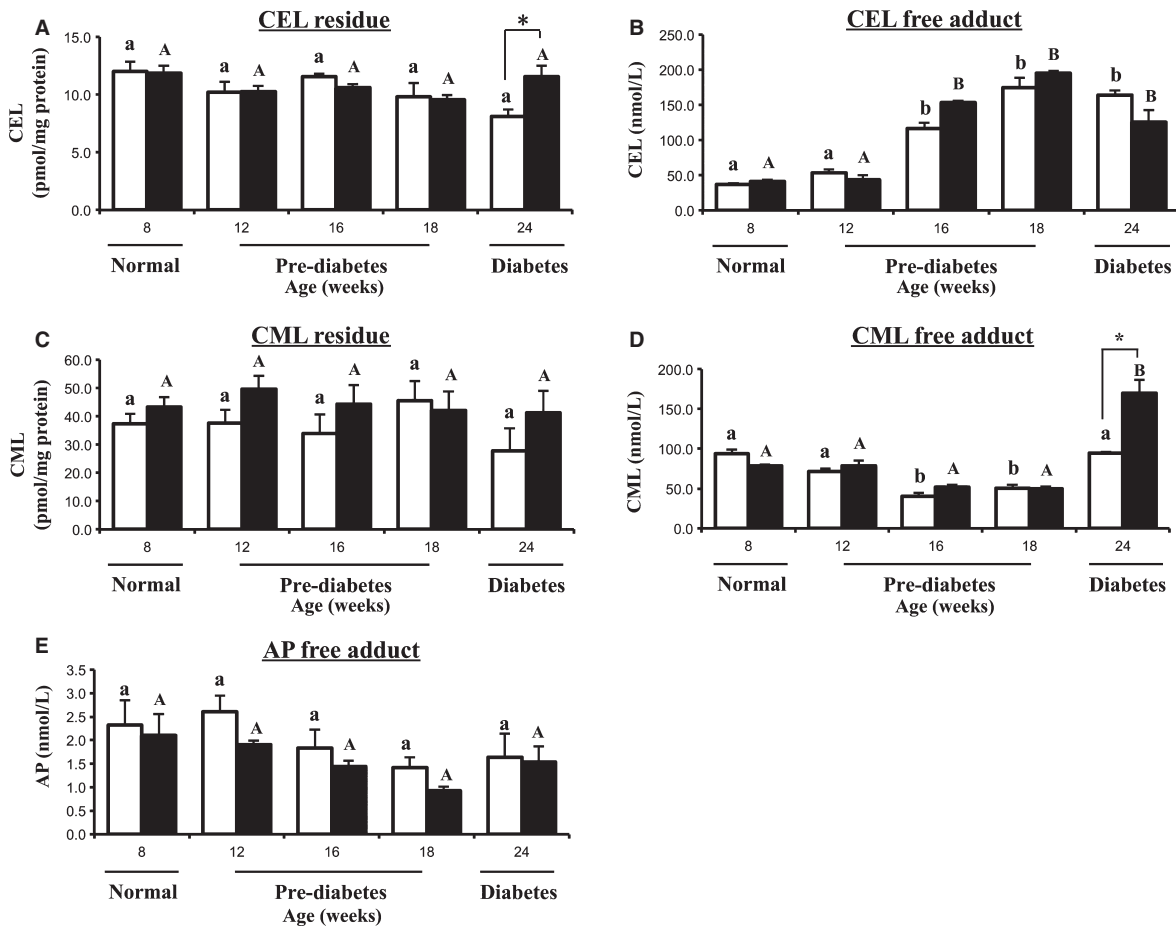 A
CEL residue
CEL
(pmol/mg protein)
15.0
10.0
5.0
0.0
a A a A a A a A a A *
8 12 16 18 24
Normal Pre-diabetes Diabetes
Age (weeks)
B
CEL free adduct
CEL (nmol/L)
250.0
200.0
150.0
100.0
50.0
0.0
a A a A b B b B b B
8 12 16 18 24
Normal Pre-diabetes Diabetes
Age (weeks)
C
CML residue
CML
(pmol/mg protein)
60.0
50.0
40.0
30.0
20.0
10.0
0.0
a A a A a A a A a A
8 12 16 18 24
Normal Pre-diabetes Diabetes
Age (weeks)
D
CML free adduct
CML (nmol/L)
200.0
150.0
100.0
50.0
0.0
a A a A b A b A a B *
8 12 16 18 24
Normal Pre-diabetes Diabetes
Age (weeks)
E
AP free adduct
AP (nmol/L)
3.5
3.0
2.5
2.0
1.5
1.0
0.5
0.0
a A a A a A a A a A
8 12 16 18 24
Normal Pre-diabetes Diabetes
Age (weeks)